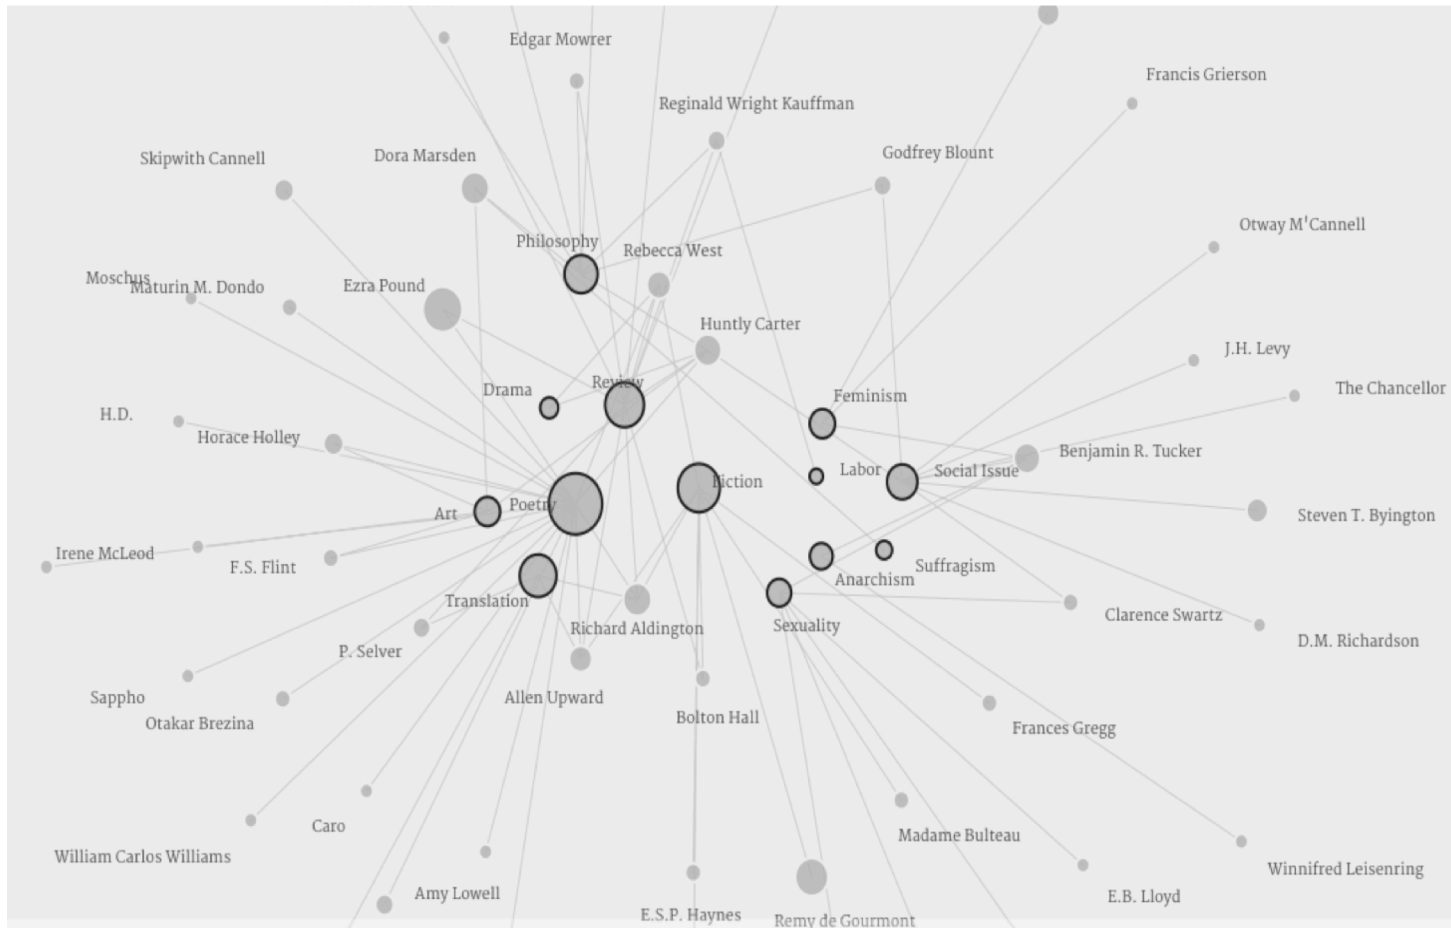 Edgar Mowrer
Francis Grierson
Reginald Wright Kauffman
Godfrey Blount
Dora Marsden
Skipwith Cannell
Otway M'Cannell
Philosophy
Rebecca West
Moschus
Maturin M. Dondo
Ezra Pound
Huntly Carter
J.H. Levy
Review
Drama
The Chancellor
Feminism
H.D.
Horace Holley
Benjamin R. Tucker
Labor
Social Issue
Fiction
Poetry
Art
Steven T. Byington
Irene McLeod
F.S. Flint
Suffragism
Anarchism
Translation
Clarence Swartz
Richard Aldington
Sexuality
D.M. Richardson
P. Selver
Sappho
Allen Upward
Bolton Hall
Otakar Brezina
Frances Gregg
Caro
Madame Bulteau
William Carlos Williams
Winnifred Leisenring
Amy Lowell
E.B. Lloyd
E.S.P. Haynes
Remy de Gourmont